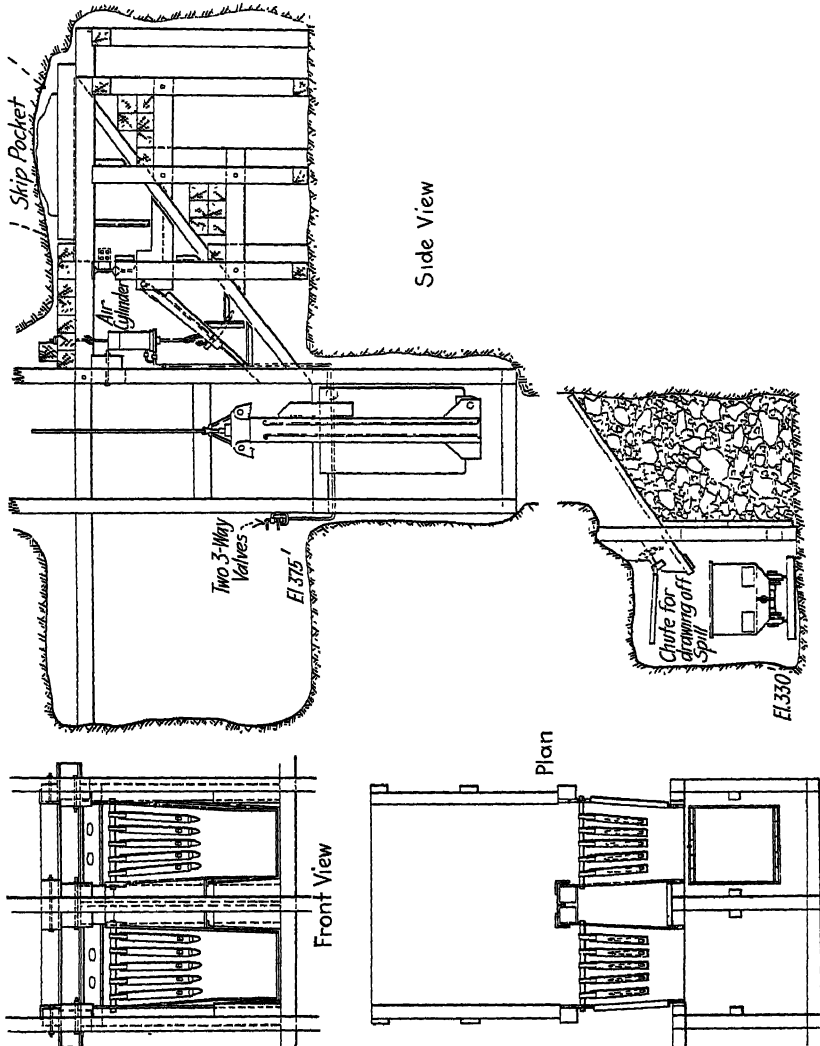 Skip Pocket
Air
Cylinder
Side View
Two 3-Way
Valves
El. 375'
Chute for
drawing off
Spill
El. 330'
Front View
Plan